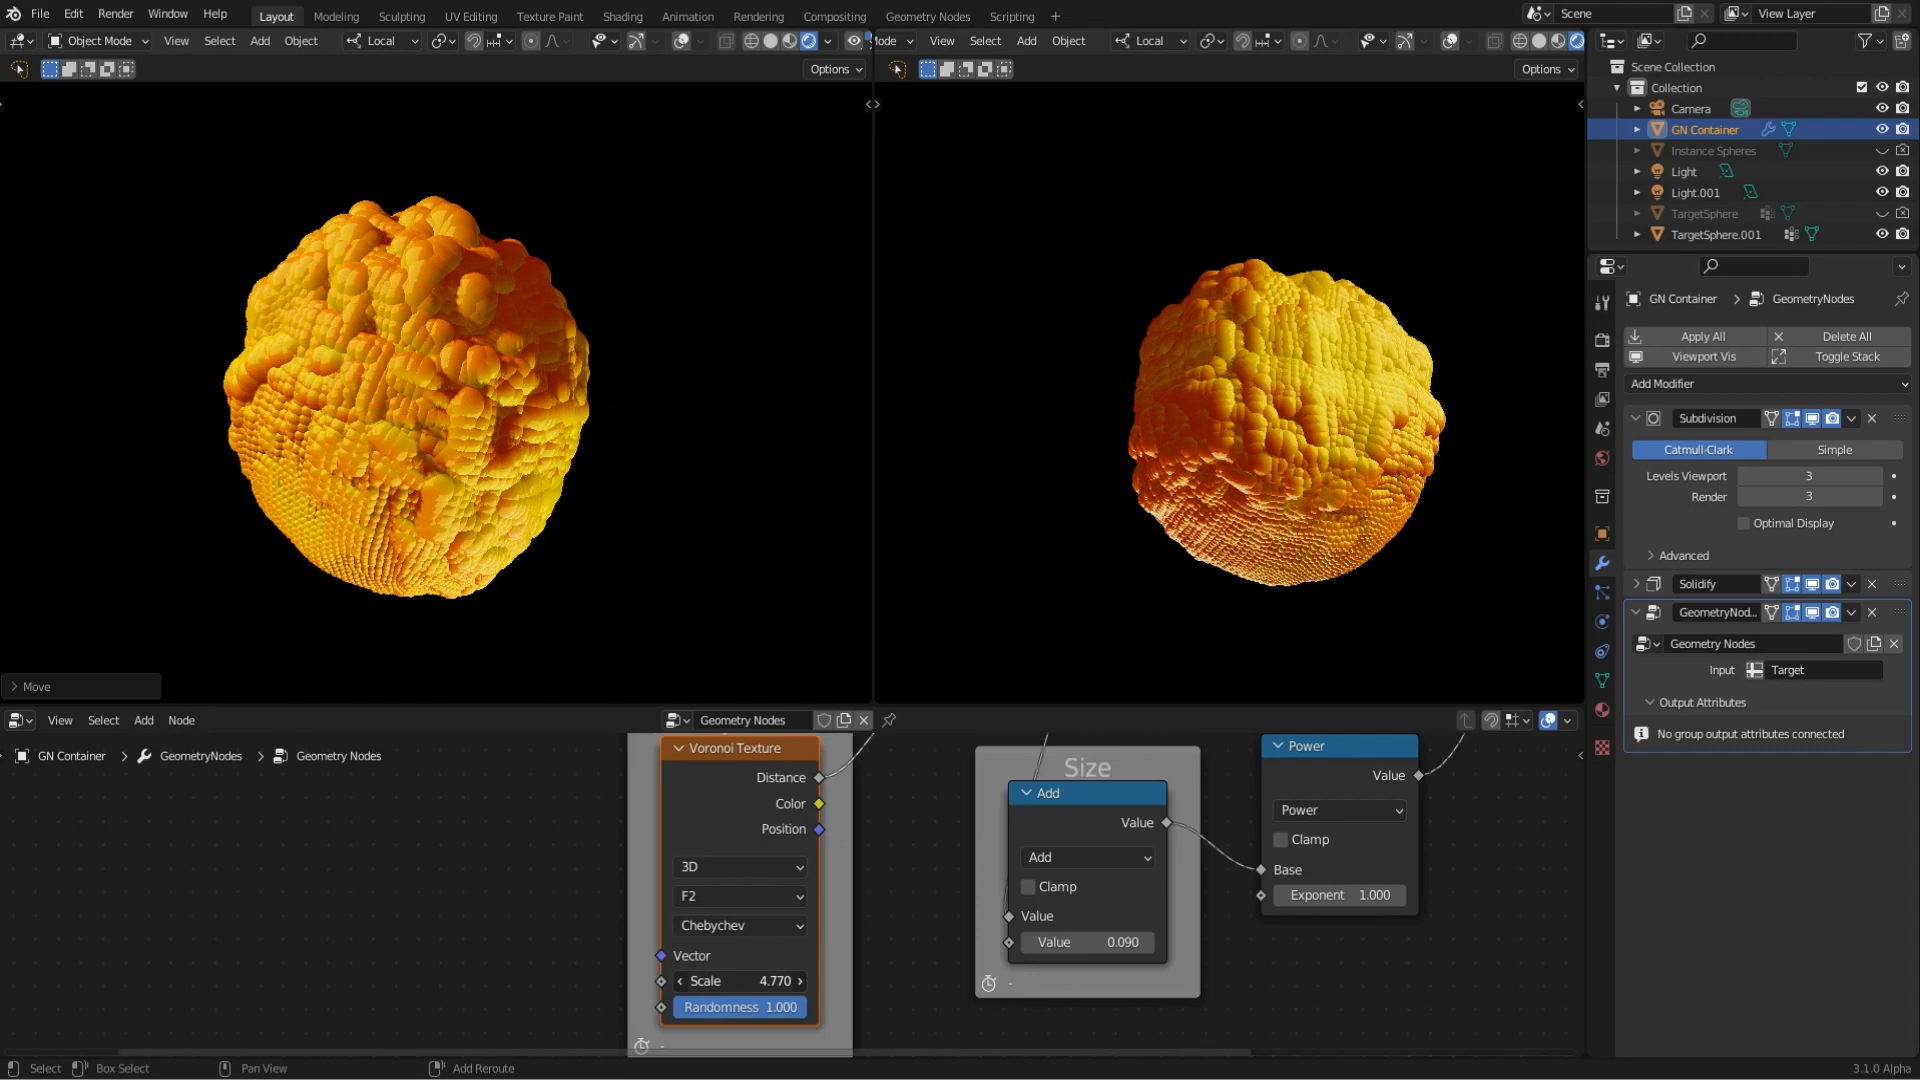 File Edit Render Window Help Layout Modeling Sculpting UV Editing Texture Paint Shading Animation Rendering Compositing Geometry Nodes Scripting + Scene View Layer
Object Mode View Select Add Object Local Mode View Select Add Object Local
Options Options
Scene Collection
Collection
Camera
GN Container
Instance Spheres
Light
Light.001
TargetSphere
TargetSphere.001
GN Container > GeometryNodes
Apply All Delete All
Viewport Vis Toggle Stack
Add Modifier
Subdivision
Catmull-Clark Simple
Levels Viewport 3
Render 3
Optimal Display
Advanced
Solidify
GeometryNod...
Geometry Nodes
Input Target
Output Attributes
No group output attributes connected
Move
View Select Add Node Geometry Nodes
GN Container > GeometryNodes > Geometry Nodes
Voronoi Texture
Distance
Color
Position
3D
F2
Chebychev
Vector
Scale 4.770
Randomness 1.000
-
Size
Add
Value
Add
Clamp
Value
Value 0.090
-
Power
Value
Power
Clamp
Base
Exponent 1.000
Select Box Select Pan View Add Reroute 3.1.0 Alpha